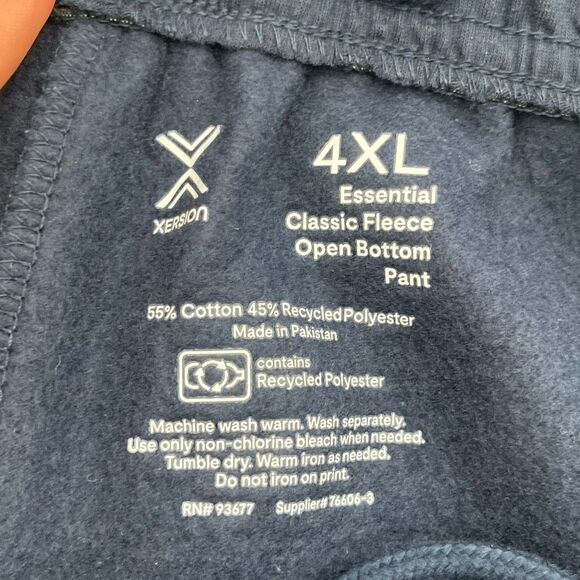 XERSION
4XL
Essential
Classic Fleece
Open Bottom
Pant
55% Cotton 45% Recycled Polyester
Made in Pakistan
contains
Recycled Polyester
Machine wash warm. Wash separately.
Use only non-chlorine bleach when needed.
Tumble dry. Warm iron as needed.
Do not iron on print.
RN# 93677 Supplier# 76606-3